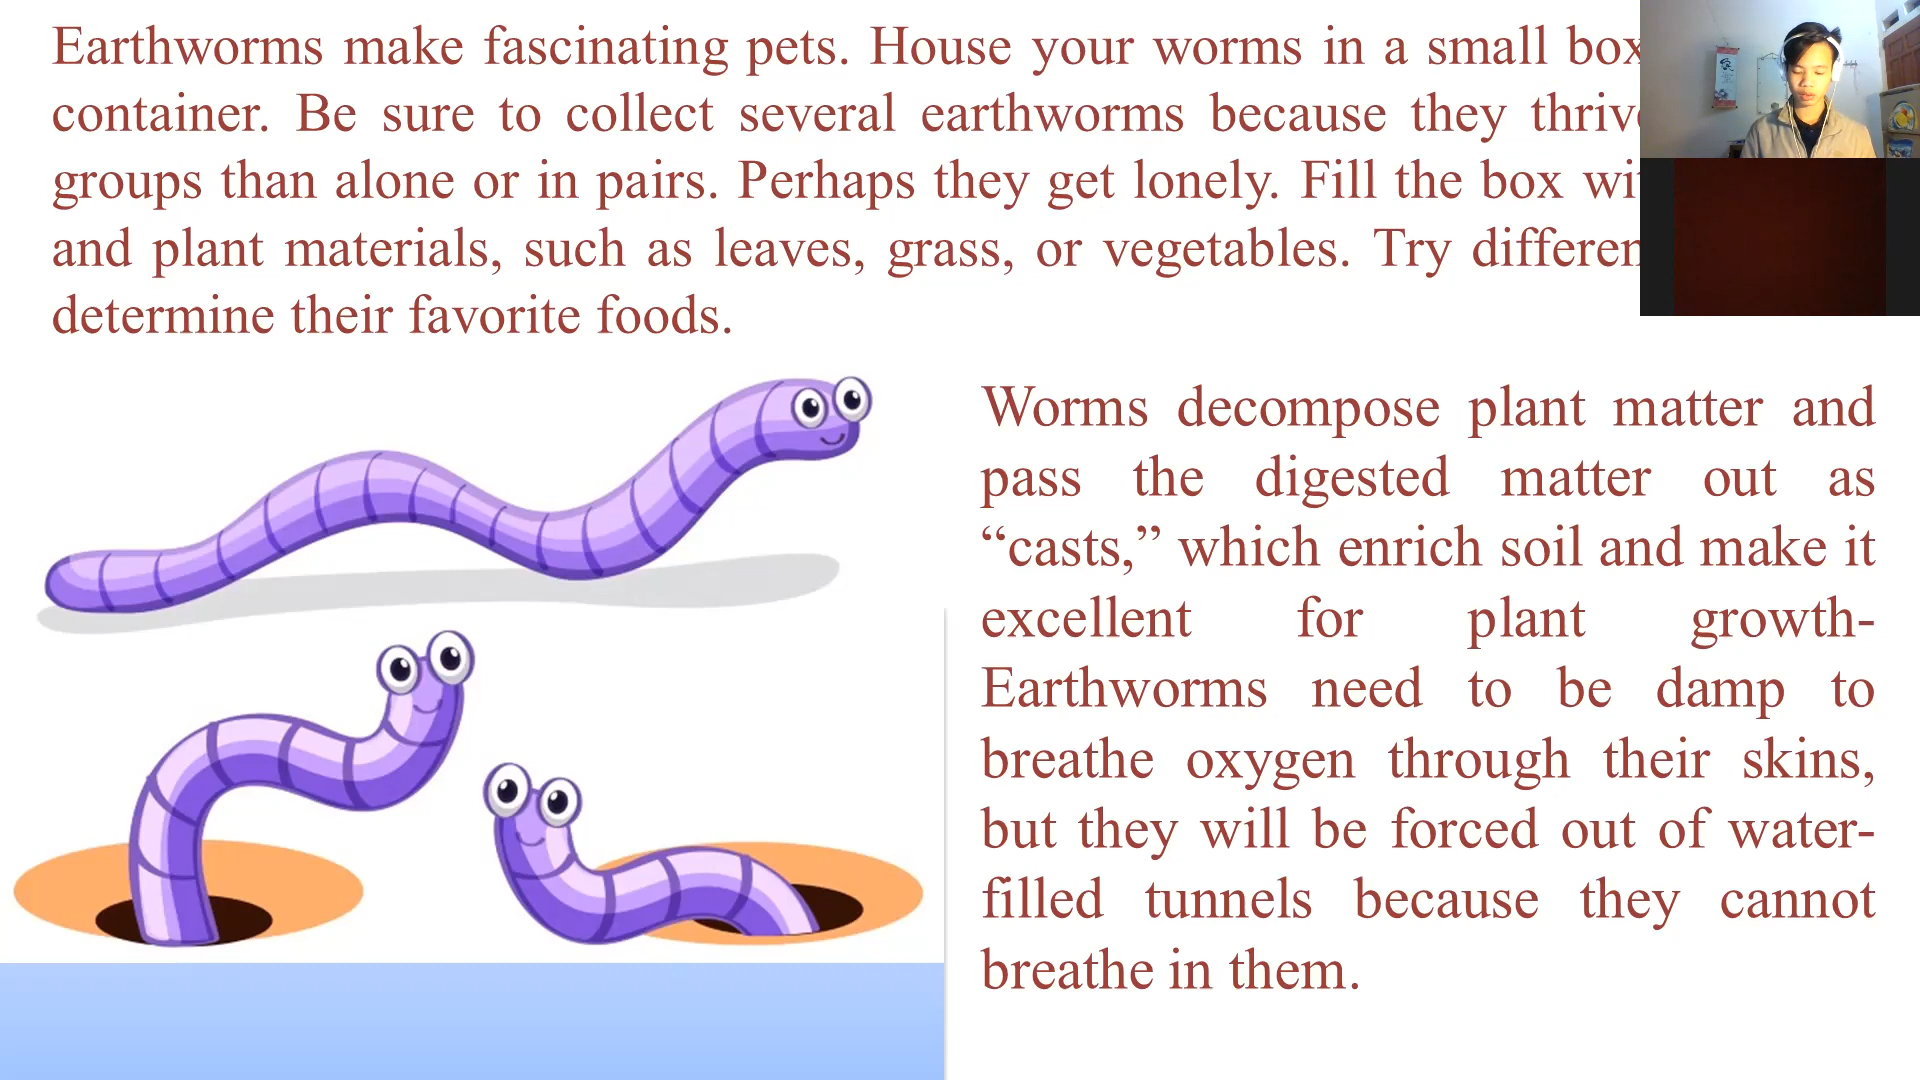 Earthworms make fascinating pets. House your worms in a small box
container. Be sure to collect several earthworms because they
groups than alone or in pairs. Perhaps they get lonely. Fill the box
and plant materials, such as leaves, grass, or vegetables. Try
determine their favorite foods.
Worms decompose plant matter and
pass the digested matter out as
“casts,” which enrich soil and make it
excellent for plant growth-
Earthworms need to be damp to
breathe oxygen through their skins,
but they will be forced out of water-
filled tunnels because they cannot
breathe in them.